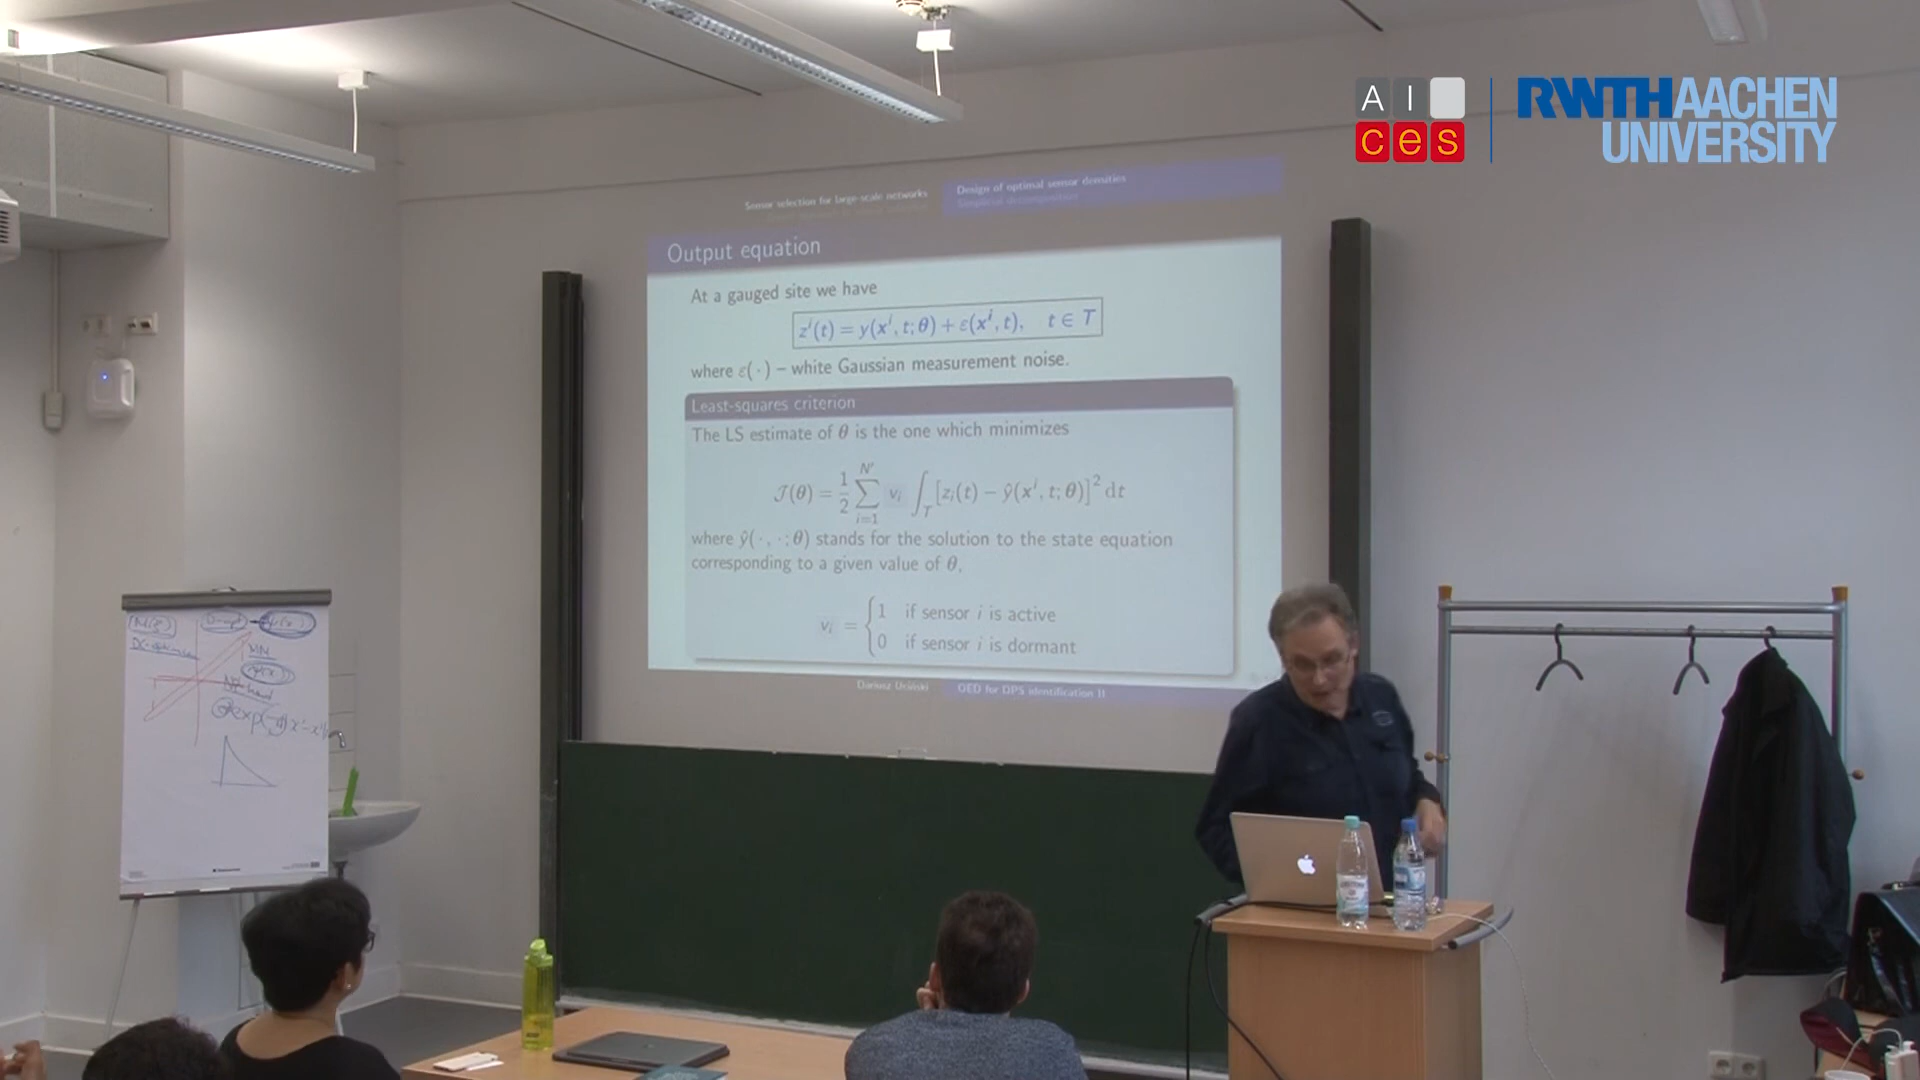 AI
ces
RWTHAACHEN
UNIVERSITY
Sensor selection for large-scale networks
Design of optimal sensor densities
Output equation
At a gauged site we have
zⁱ(t) = y(xⁱ, t; θ) + ε(xⁱ, t), t ∈ T
where ε(·) – white Gaussian measurement noise.
Least-squares criterion
The LS estimate of θ is the one which minimizes
J(θ) = 1/2 ∑_{i=1}^{N} v_i ∫_T [z_i(t) − ŷ(xⁱ, t; θ)]² dt
where ŷ(·, ·; θ) stands for the solution to the state equation
corresponding to a given value of θ,
v_i = { 1 if sensor i is active
0 if sensor i is dormant
Dariusz Uciński
OED for DPS identification II